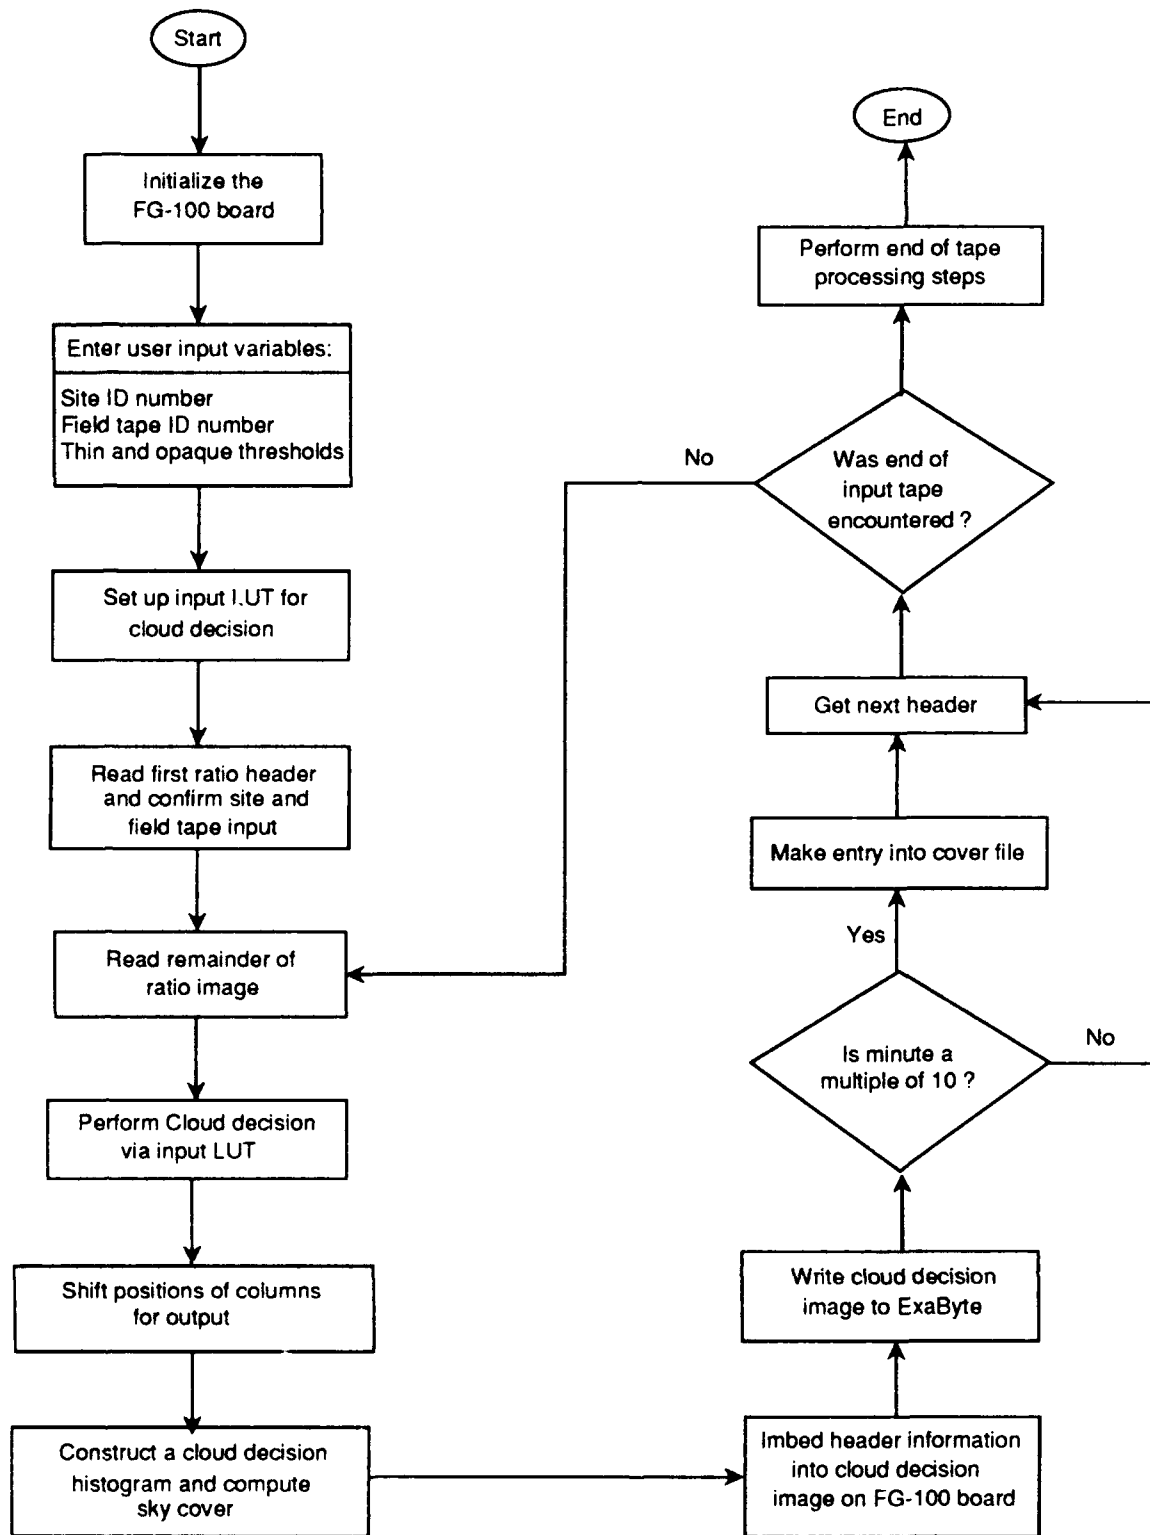 Start
Initialize the
FG-100 board
Enter user input variables:
Site ID number
Field tape ID number
Thin and opaque thresholds
Set up input LUT for
cloud decision
Read first ratio header
and confirm site and
field tape input
Read remainder of
ratio image
Perform Cloud decision
via input LUT
Shift positions of columns
for output
Construct a cloud decision
histogram and compute
sky cover
Imbed header information
into cloud decision
image on FG-100 board
Write cloud decision
image to ExaByte
Is minute a
multiple of 10 ?
No
Yes
Make entry into cover file
Get next header
Was end of
input tape
encountered ?
No
Perform end of tape
processing steps
End